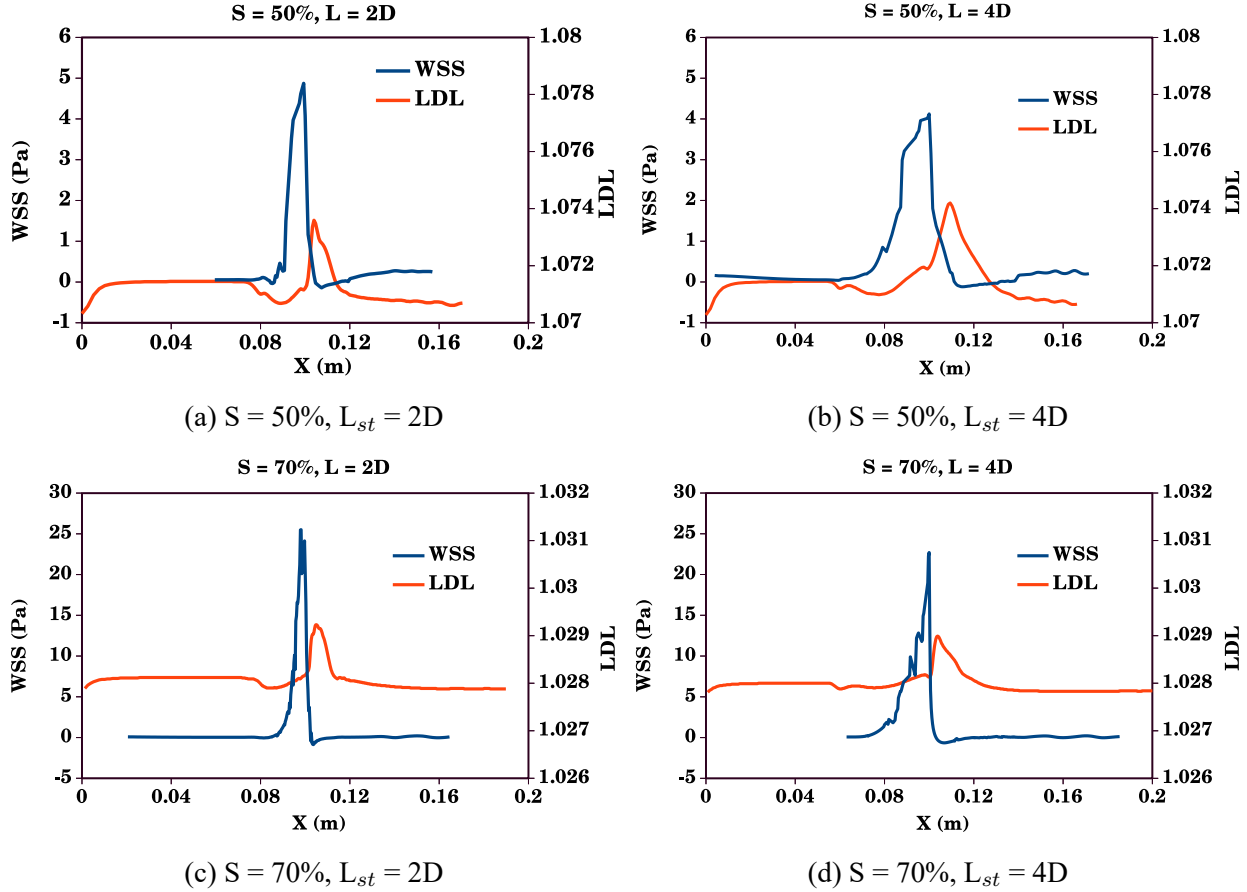 S = 50%, L = 2D
WSS (Pa)
6
5
4
3
2
1
0
-1
WSS
LDL
1.08
1.078
1.076
1.074
1.072
1.07
LDL
0 0.04 0.08 0.12 0.16 0.2
X (m)
(a) S = 50%, Lst = 2D
S = 50%, L = 4D
WSS (Pa)
6
5
4
3
2
1
0
-1
WSS
LDL
1.08
1.078
1.076
1.074
1.072
1.07
LDL
0 0.04 0.08 0.12 0.16 0.2
X (m)
(b) S = 50%, Lst = 4D
S = 70%, L = 2D
WSS (Pa)
30
25
20
15
10
5
0
-5
WSS
LDL
1.032
1.031
1.03
1.029
1.028
1.027
1.026
LDL
0 0.04 0.08 0.12 0.16 0.2
X (m)
(c) S = 70%, Lst = 2D
S = 70%, L = 4D
WSS (Pa)
30
25
20
15
10
5
0
-5
WSS
LDL
1.032
1.031
1.03
1.029
1.028
1.027
1.026
LDL
0 0.04 0.08 0.12 0.16 0.2
X (m)
(d) S = 70%, Lst = 4D